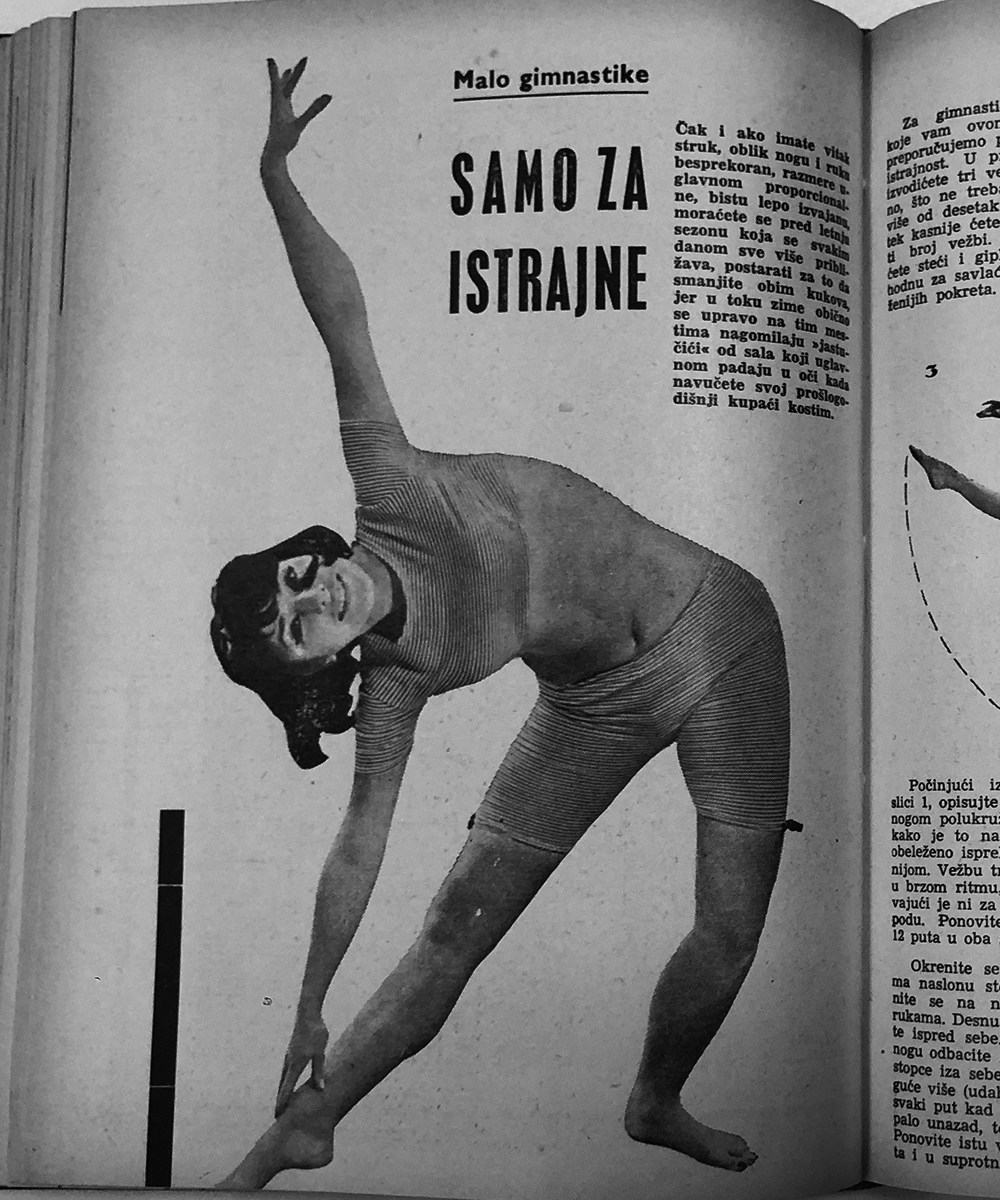 Malo gimnastike
SAMO ZA
ISTRAJNE
Čak i ako imate vitak
struk, oblik nogu i ruku
besprekoran, razmere u-
glavnom proporcional-
ne, bistu lepo izvajanu,
moraćete se pred letnju
sezonu koja se svakim
danom sve više pribli-
žava, postarati za to da
smanjite obim kukova,
jer u toku zime obično
se upravo na tim mes-
tima nagomilaju »jastu-
čići« od sala koji uglav-
nom padaju u oči kada
navučete svoj prošlogo-
dišnji kupaći kostim.
Za gimnasti
koje vam ovor
preporučujemo
istrajnost. U
izvodićete tri ve
no, što ne treb
više od desetak
tek kasnije ćete
ti broj vežbi.
ćete steći i gip
hodnu za savlad
fenijih pokreta.
3
Počinjući iz
slici 1, opisujte
nogom polukru
kako je to na
obeleženo ispre
nijom. Vežbu t
u brzom ritmu,
vajući je ni za
podu. Ponovite
12 puta u oba
Okrenite se
ma naslonu st
nite se na n
rukama. Desnu
te ispred sebe.
nogu odbacite
stopce iza sebe
guće više (udal
svaki put kad
palo unazad, t
Ponovite istu v
ta i u suprotn